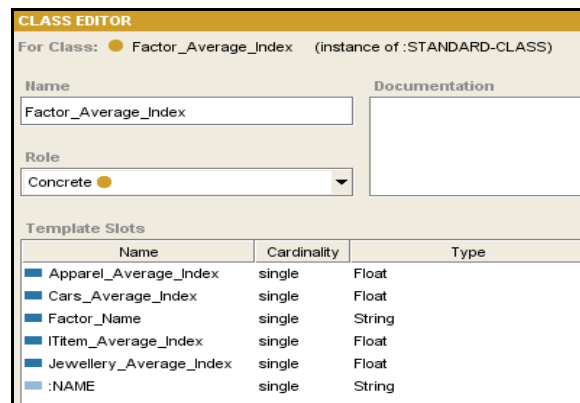 CLASS EDITOR
For Class: Factor_Average_Index (instance of :STANDARD-CLASS)
Name Documentation
Factor_Average_Index
Role
Concrete
Template Slots
Name Cardinality Type
Apparel_Average_Index single Float
Cars_Average_Index single Float
Factor_Name single String
ITitem_Average_Index single Float
Jewellery_Average_Index single Float
:NAME single String